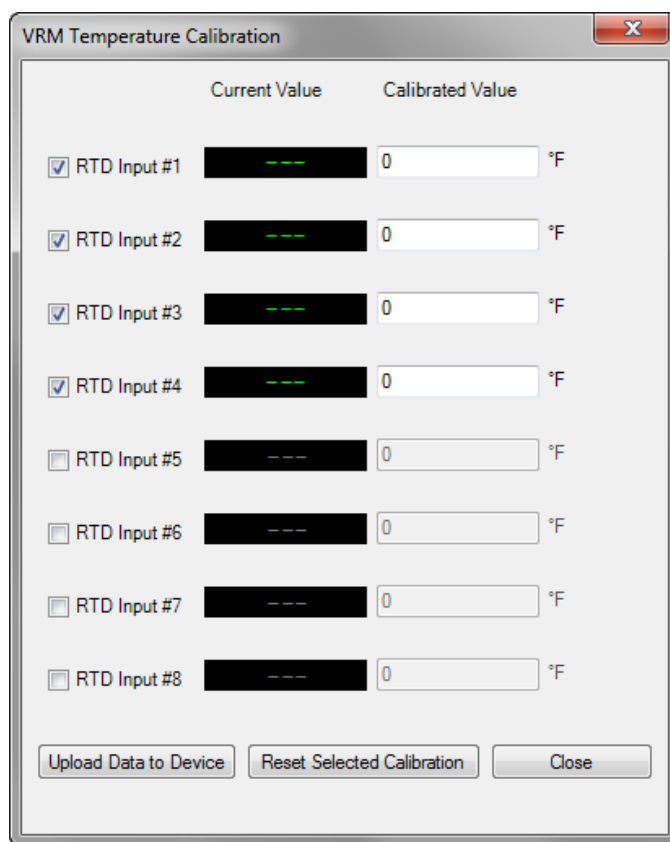 VRM Temperature Calibration
Current Value Calibrated Value
RTD Input #1 --- 0 °F
RTD Input #2 --- 0 °F
RTD Input #3 --- 0 °F
RTD Input #4 --- 0 °F
RTD Input #5 --- 0 °F
RTD Input #6 --- 0 °F
RTD Input #7 --- 0 °F
RTD Input #8 --- 0 °F
Upload Data to Device Reset Selected Calibration Close